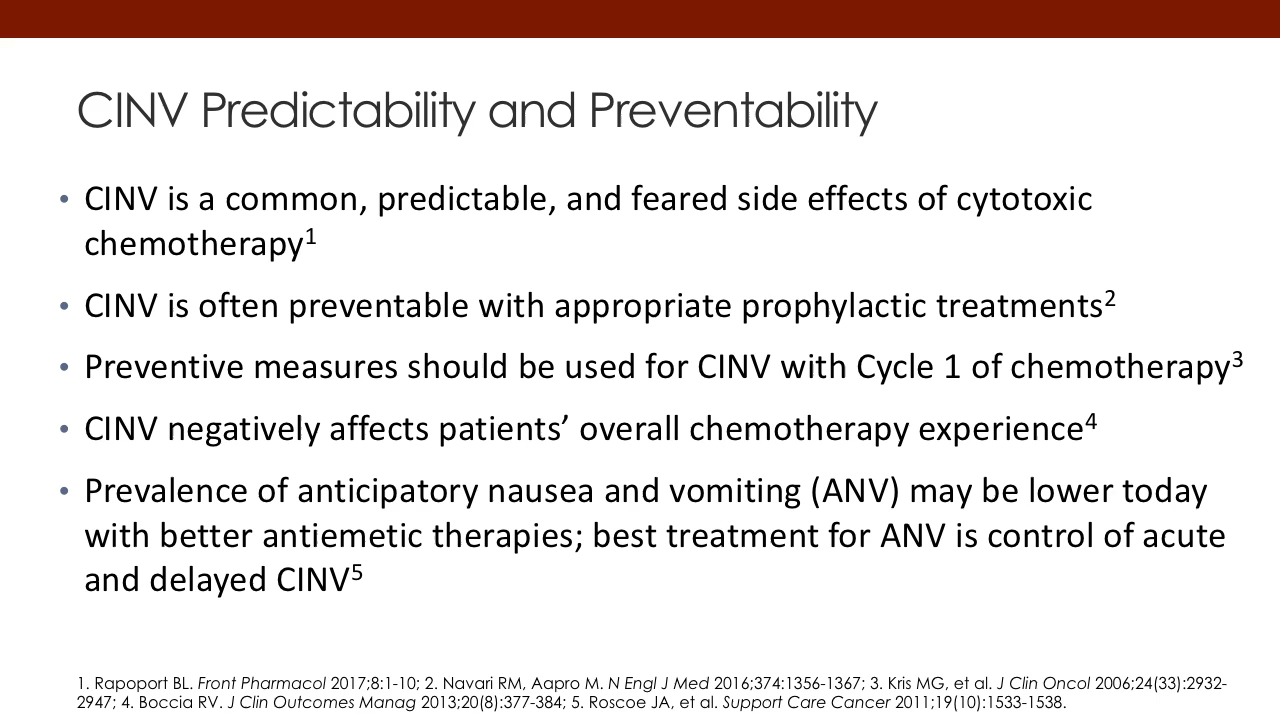 CINV Predictability and Preventability
• CINV is a common, predictable, and feared side effects of cytotoxic
chemotherapy1
• CINV is often preventable with appropriate prophylactic treatments2
• Preventive measures should be used for CINV with Cycle 1 of chemotherapy3
• CINV negatively affects patients’ overall chemotherapy experience4
• Prevalence of anticipatory nausea and vomiting (ANV) may be lower today
with better antiemetic therapies; best treatment for ANV is control of acute
and delayed CINV5
1. Rapoport BL. Front Pharmacol 2017;8:1-10; 2. Navari RM, Aapro M. N Engl J Med 2016;374:1356-1367; 3. Kris MG, et al. J Clin Oncol 2006;24(33):2932-
2947; 4. Boccia RV. J Clin Outcomes Manag 2013;20(8):377-384; 5. Roscoe JA, et al. Support Care Cancer 2011;19(10):1533-1538.